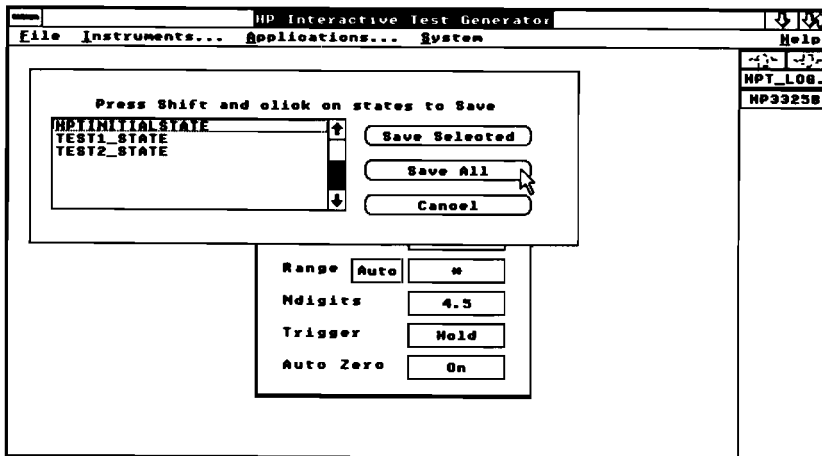 HP Interactive Test Generator
File Instruments... Applications... System Help
HPT_LOG.
HP3325B
Press Shift and click on states to Save
HPTINITIALSTATE
TEST1_STATE
TEST2_STATE
Save Selected
Save All
Cancel
Range Auto *
Ndigits 4.5
Trigger Hold
Auto Zero On